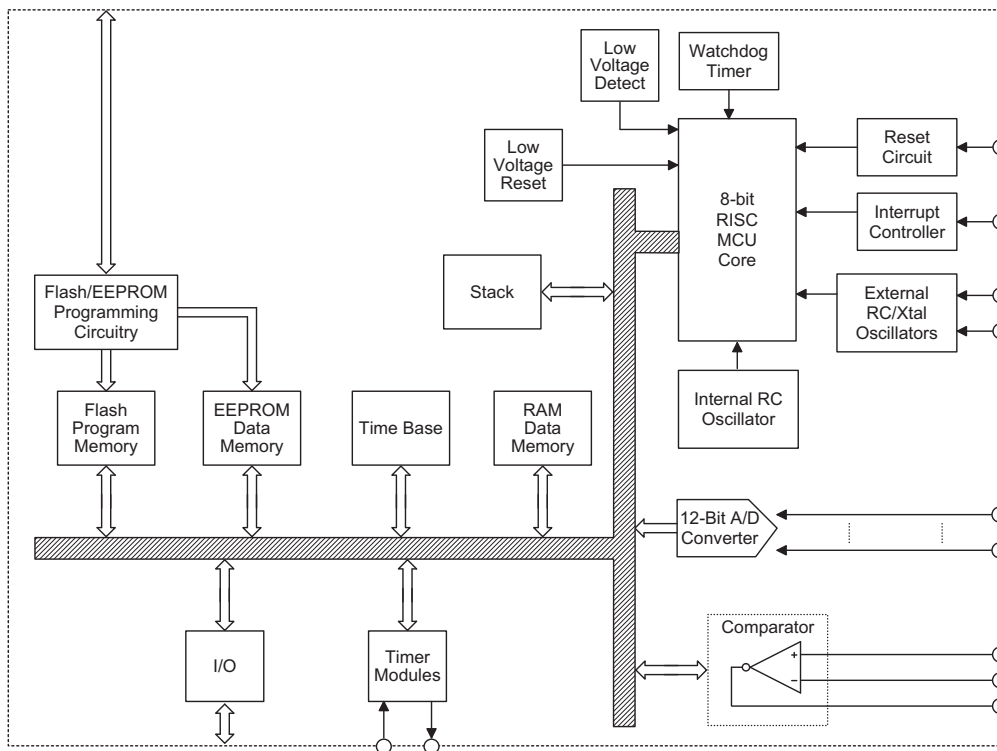 Low
Voltage
Detect
Watchdog
Timer
Low
Voltage
Reset
8-bit
RISC
MCU
Core
Reset
Circuit
Interrupt
Controller
External
RC/Xtal
Oscillators
Stack
Flash/EEPROM
Programming
Circuitry
Internal RC
Oscillator
Flash
Program
Memory
EEPROM
Data
Memory
Time Base
RAM
Data
Memory
12-Bit A/D
Converter
I/O
Timer
Modules
Comparator
+
−